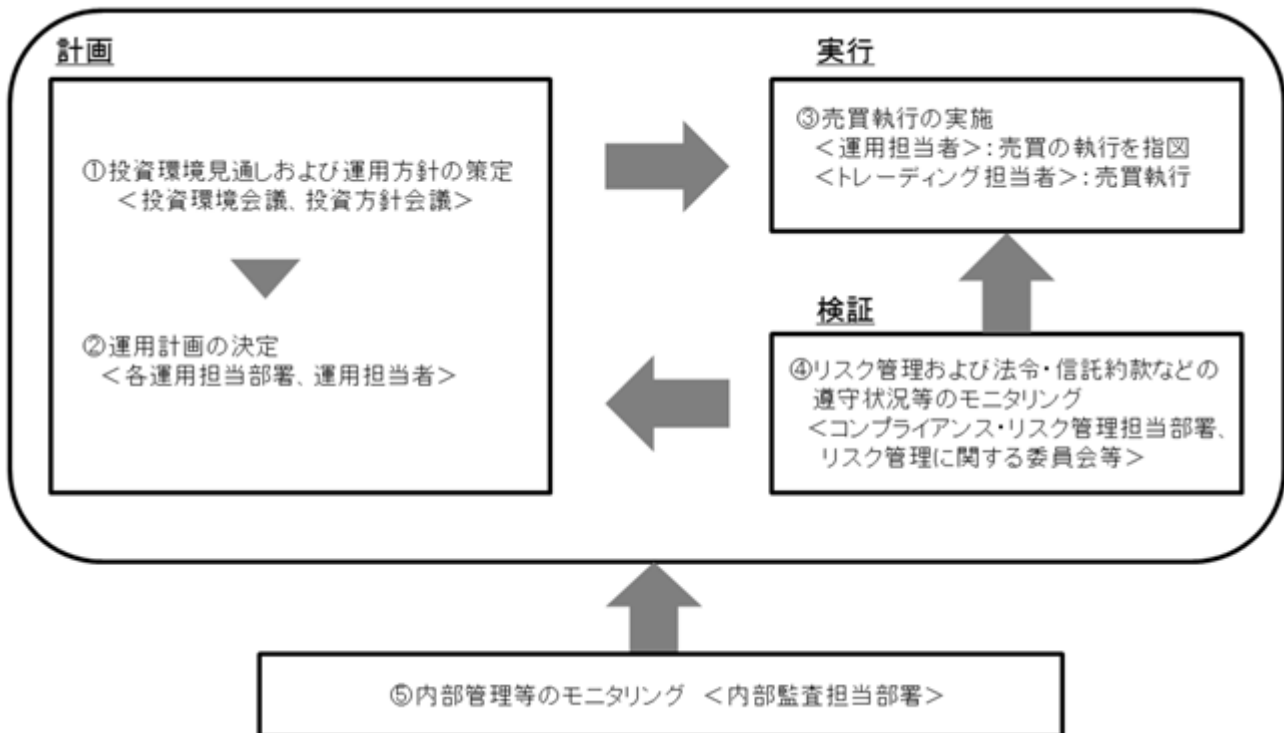 計画
①投資環境見通しおよび運用方針の策定
＜投資環境会議、投資方針会議＞
②運用計画の決定
＜各運用担当部署、運用担当者＞
実行
③売買執行の実施
＜運用担当者＞：売買の執行を指図
＜トレーディング担当者＞：売買執行
検証
④リスク管理および法令・信託約款などの
遵守状況等のモニタリング
＜コンプライアンス・リスク管理担当部署、
リスク管理に関する委員会等＞
⑤内部管理等のモニタリング ＜内部監査担当部署＞